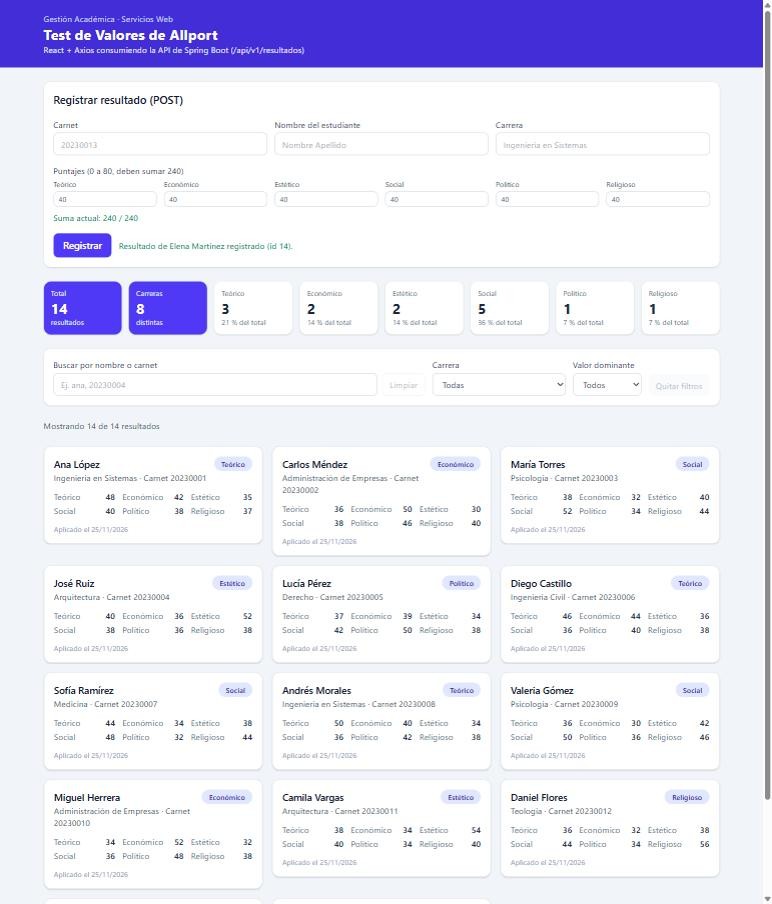 Gestión Académica · Servicios Web
Test de Valores de Allport
React + Axios consumiendo la API de Spring Boot (/api/v1/resultados)
Registrar resultado (POST)
Carnet Nombre del estudiante Carrera
20230013 Nombre Apellido Ingeniería en Sistemas
Puntajes (0 a 80, deben sumar 240)
Teórico Económico Estético Social Político Religioso
40 40 40 40 40 40
Suma actual: 240 / 240
Registrar Resultado de Elena Martínez registrado (id 14).
Total Carreras Teórico Económico Estético Social Político Religioso
14 8 3 2 2 5 1 1
resultados distintas 21 % del total 14 % del total 14 % del total 36 % del total 7 % del total 7 % del total
Buscar por nombre o carnet Carrera Valor dominante
Ej. ana, 20230004 Limpiar Todas Todos Quitar filtros
Mostrando 14 de 14 resultados
Ana López Teórico
Ingeniería en Sistemas · Carnet 20230001
Teórico 48 Económico 42 Estético 35
Social 40 Político 38 Religioso 37
Aplicado el 25/11/2026
Carlos Méndez Económico
Administración de Empresas · Carnet
20230002
Teórico 36 Económico 50 Estético 30
Social 38 Político 46 Religioso 40
Aplicado el 25/11/2026
María Torres Social
Psicología · Carnet 20230003
Teórico 38 Económico 32 Estético 40
Social 52 Político 34 Religioso 44
Aplicado el 25/11/2026
José Ruiz Estético
Arquitectura · Carnet 20230004
Teórico 40 Económico 36 Estético 52
Social 38 Político 36 Religioso 38
Aplicado el 25/11/2026
Lucía Pérez Político
Derecho · Carnet 20230005
Teórico 37 Económico 39 Estético 34
Social 42 Político 50 Religioso 38
Aplicado el 25/11/2026
Diego Castillo Teórico
Ingeniería Civil · Carnet 20230006
Teórico 46 Económico 44 Estético 36
Social 36 Político 40 Religioso 38
Aplicado el 25/11/2026
Sofía Ramírez Social
Medicina · Carnet 20230007
Teórico 44 Económico 34 Estético 38
Social 48 Político 32 Religioso 44
Aplicado el 25/11/2026
Andrés Morales Teórico
Ingeniería en Sistemas · Carnet 20230008
Teórico 50 Económico 40 Estético 34
Social 36 Político 42 Religioso 38
Aplicado el 25/11/2026
Valeria Gómez Social
Psicología · Carnet 20230009
Teórico 36 Económico 30 Estético 42
Social 50 Político 36 Religioso 46
Aplicado el 25/11/2026
Miguel Herrera Económico
Administración de Empresas · Carnet
20230010
Teórico 34 Económico 52 Estético 32
Social 36 Político 48 Religioso 38
Aplicado el 25/11/2026
Camila Vargas Estético
Arquitectura · Carnet 20230011
Teórico 38 Económico 34 Estético 54
Social 40 Político 34 Religioso 40
Aplicado el 25/11/2026
Daniel Flores Religioso
Teología · Carnet 20230012
Teórico 36 Económico 32 Estético 38
Social 44 Político 34 Religioso 56
Aplicado el 25/11/2026